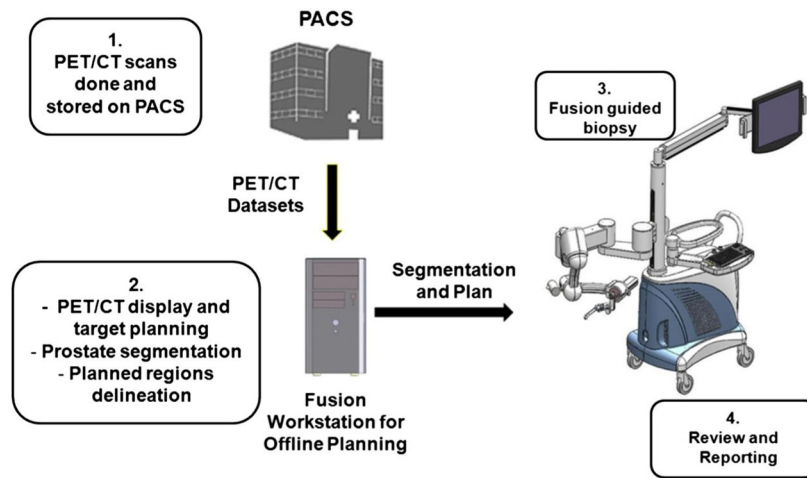 PACS
1.
PET/CT scans
done and
stored on PACS
3.
Fusion guided
biopsy
PET/CT
Datasets
2.
- PET/CT display and
target planning
- Prostate segmentation
- Planned regions
delineation
Segmentation
and Plan
Fusion
Workstation for
Offline Planning
4.
Review and
Reporting